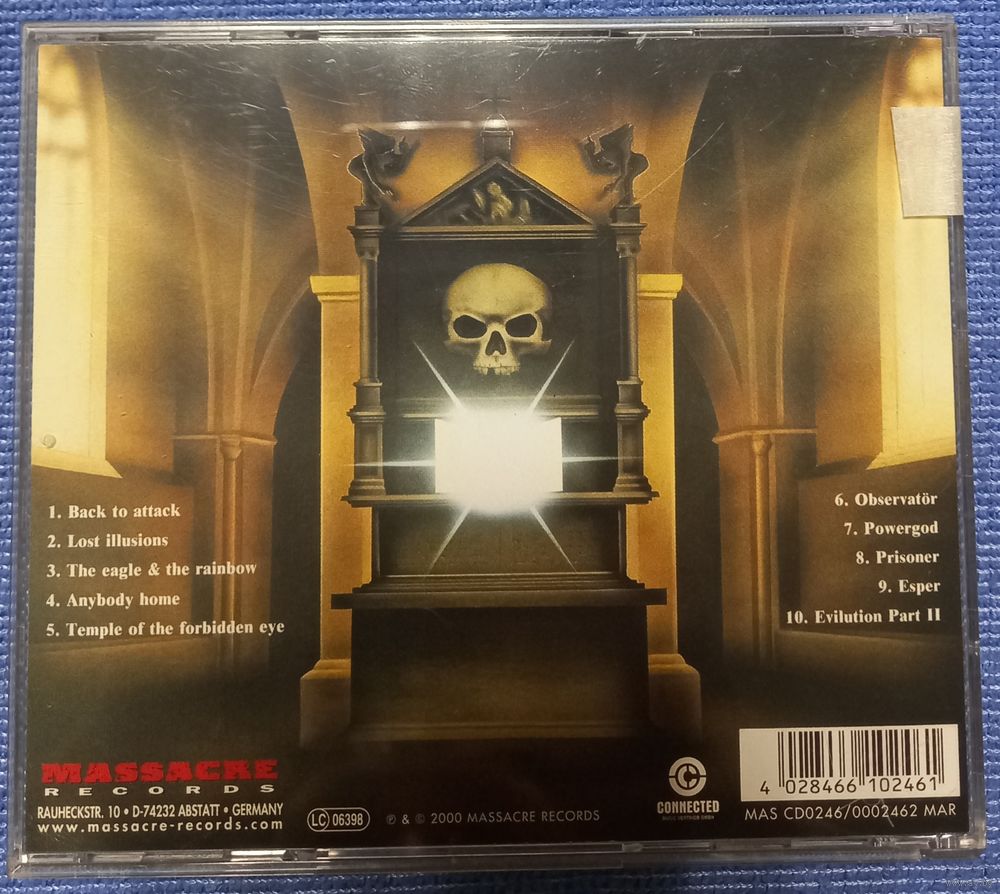 1. Back to attack
2. Lost illusions
3. The eagle & the rainbow
4. Anybody home
5. Temple of the forbidden eye
6. Observatör
7. Powergod
8. Prisoner
9. Esper
10. Evilution Part II
MASSACRE
RECORDS
RAUHECKSTR. 10 • D-74232 ABSTATT • GERMANY
www.massacre-records.com
LC 06398
℗ & © 2000 MASSACRE RECORDS
CONNECTED
MUSIC VERTRIEB GMBH
4 028466 102461
MAS CD0246/0002462 MAR